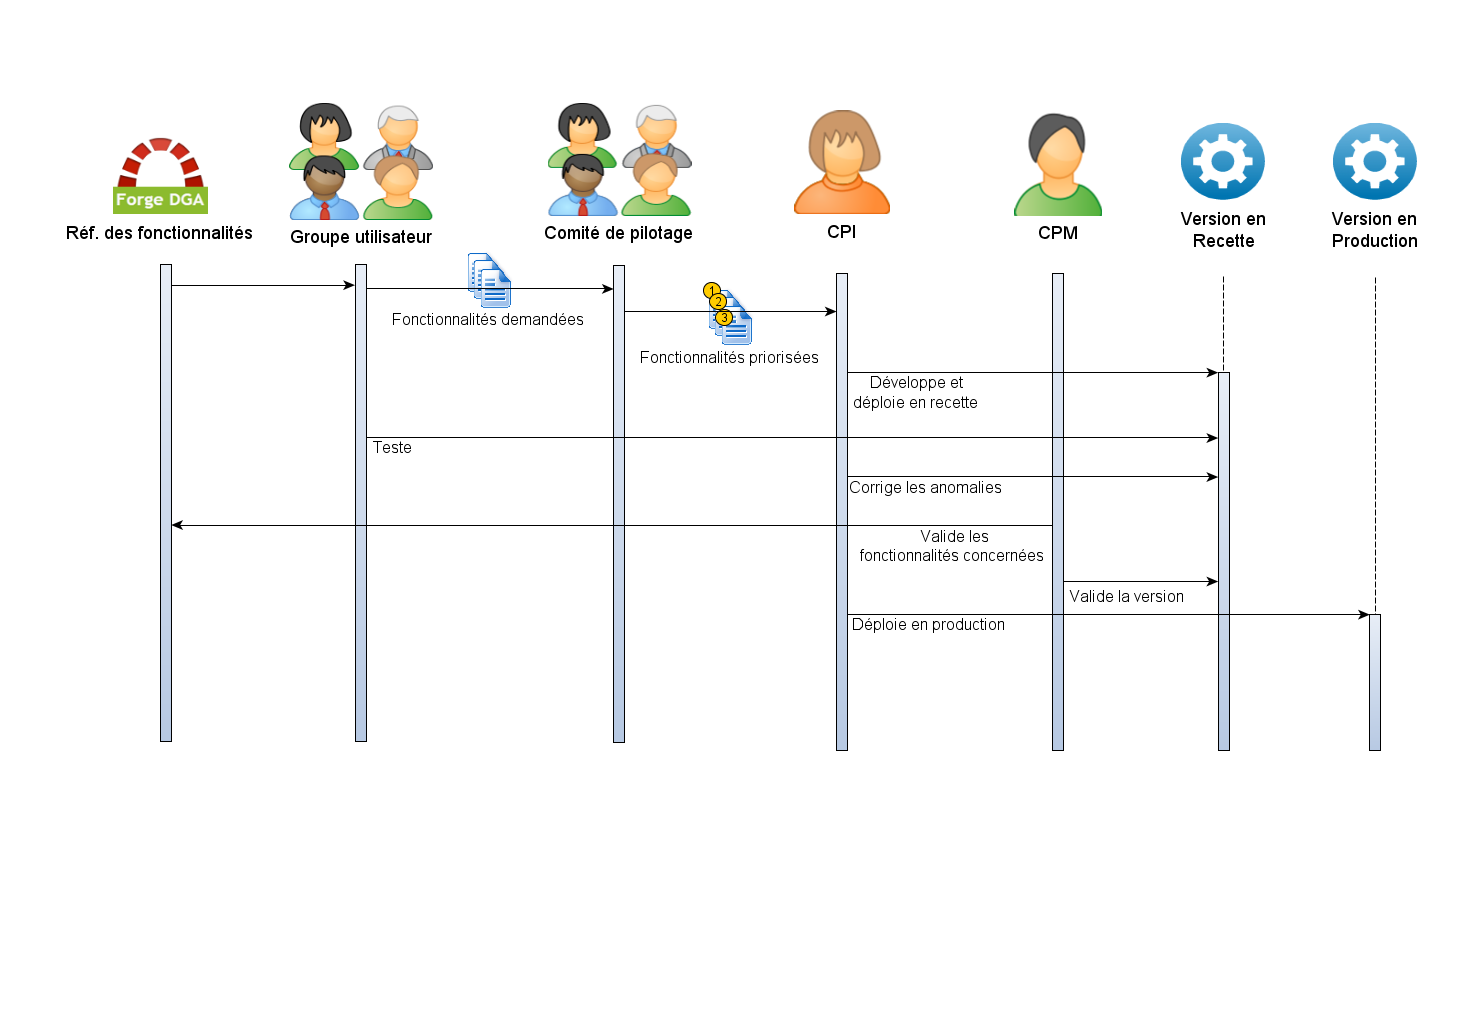 Forge DGA
Réf. des fonctionnalités
Groupe utilisateur
Comité de pilotage
CPI
CPM
Version en
Recette
Version en
Production
Fonctionnalités demandées
1
2
3
Fonctionnalités priorisées
Développe et
déploie en recette
Teste
Corrige les anomalies
Valide les
fonctionnalités concernées
Valide la version
Déploie en production